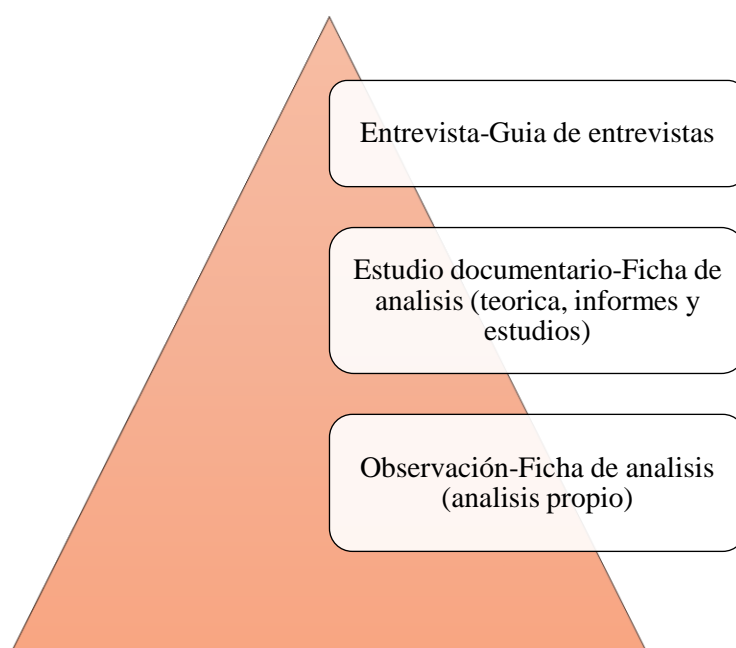 Entrevista-Guia de entrevistas
Estudio documentario-Ficha de
analisis (teorica, informes y
estudios)
Observación-Ficha de analisis
(analisis propio)